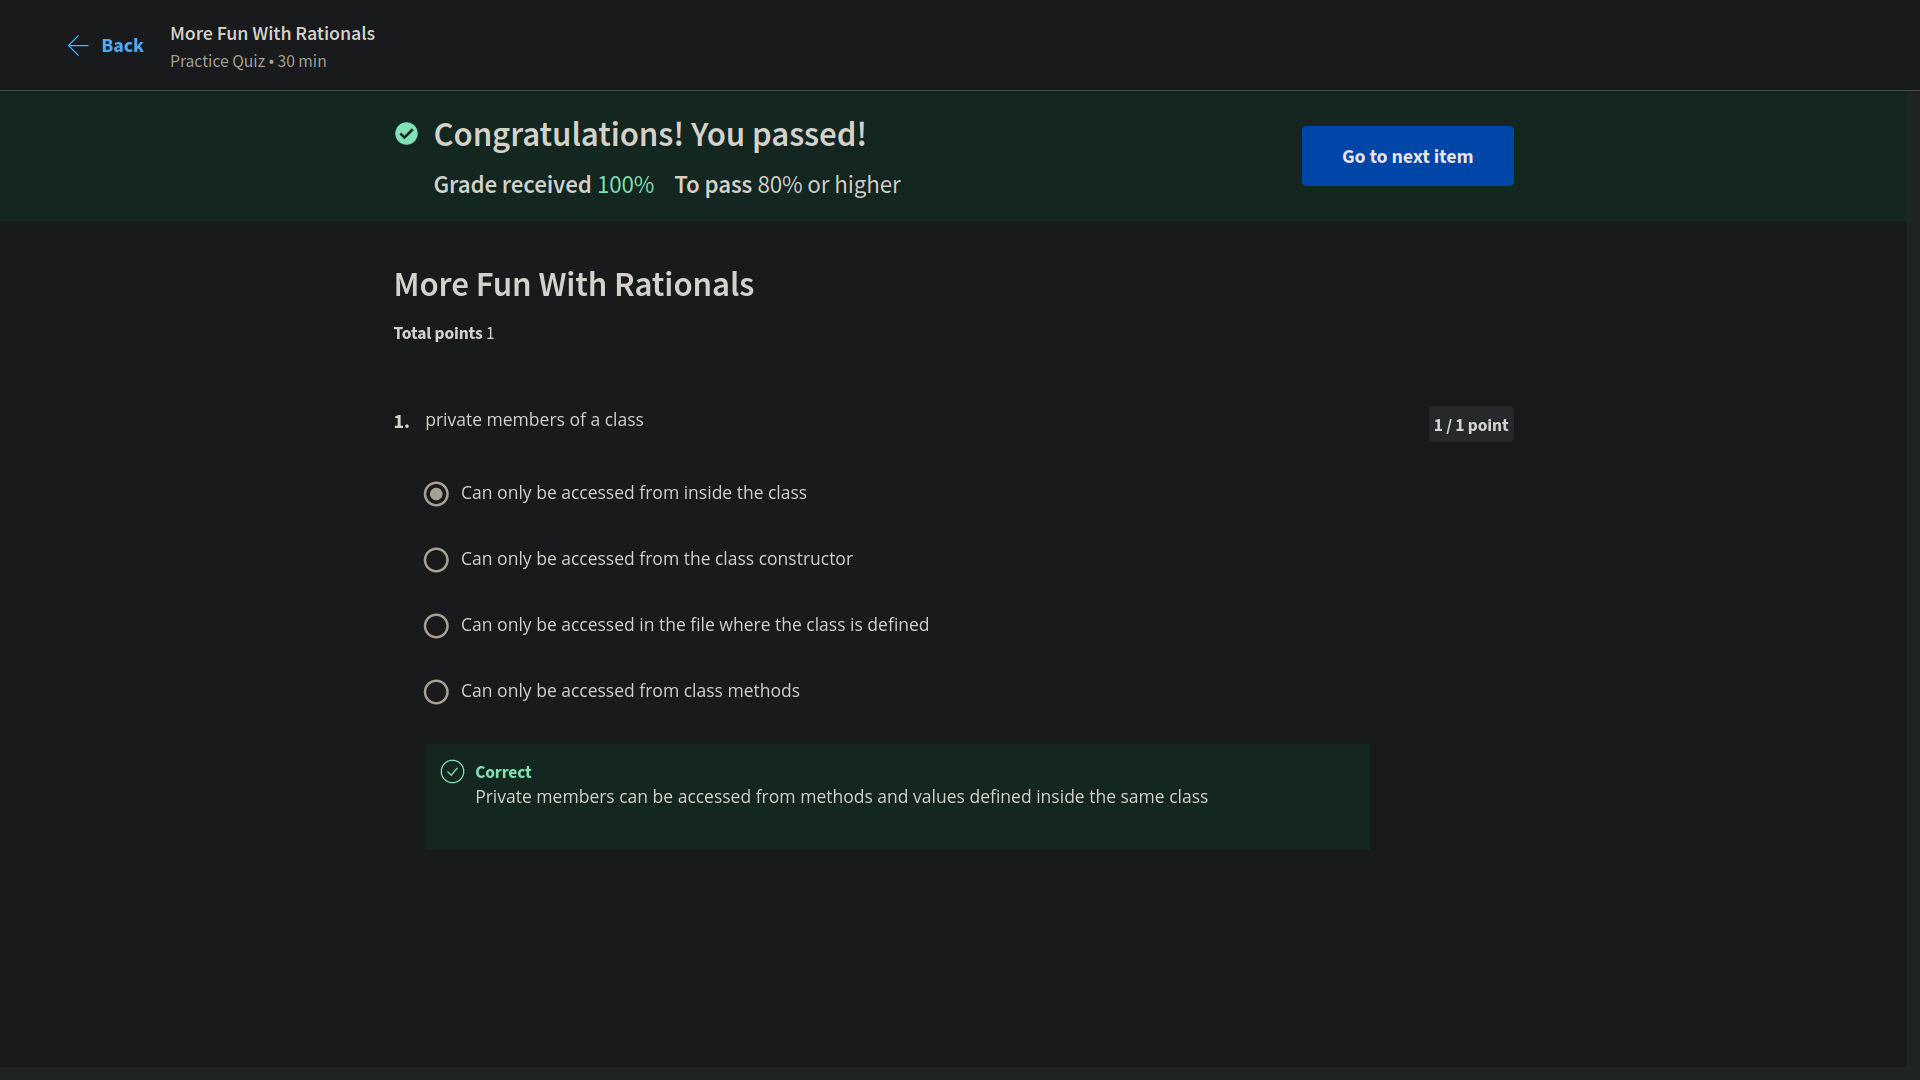 Back
More Fun With Rationals
Practice Quiz • 30 min
Congratulations! You passed!
Go to next item
Grade received 100% To pass 80% or higher
More Fun With Rationals
Total points 1
1. private members of a class
1 / 1 point
Can only be accessed from inside the class
Can only be accessed from the class constructor
Can only be accessed in the file where the class is defined
Can only be accessed from class methods
Correct
Private members can be accessed from methods and values defined inside the same class